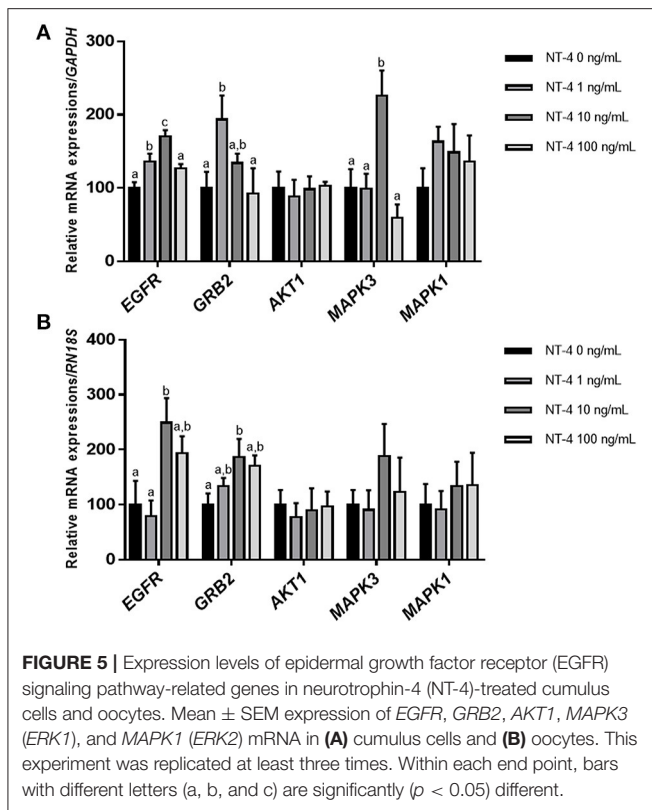 A
Relative mRNA expressions/GAPDH
300
200
100
0
a b c a
a b a,b a
a a b a
EGFR
GRB2
AKT1
MAPK3
MAPK1
NT-4 0 ng/mL
NT-4 1 ng/mL
NT-4 10 ng/mL
NT-4 100 ng/mL
B
Relative mRNA expressions/RN18S
400
300
200
100
0
a a b a,b
a a,b b a,b
EGFR
GRB2
AKT1
MAPK3
MAPK1
NT-4 0 ng/mL
NT-4 1 ng/mL
NT-4 10 ng/mL
NT-4 100 ng/mL
FIGURE 5 | Expression levels of epidermal growth factor receptor (EGFR)
signaling pathway-related genes in neurotrophin-4 (NT-4)-treated cumulus
cells and oocytes. Mean ± SEM expression of EGFR, GRB2, AKT1, MAPK3
(ERK1), and MAPK1 (ERK2) mRNA in (A) cumulus cells and (B) oocytes. This
experiment was replicated at least three times. Within each end point, bars
with different letters (a, b, and c) are significantly (p < 0.05) different.